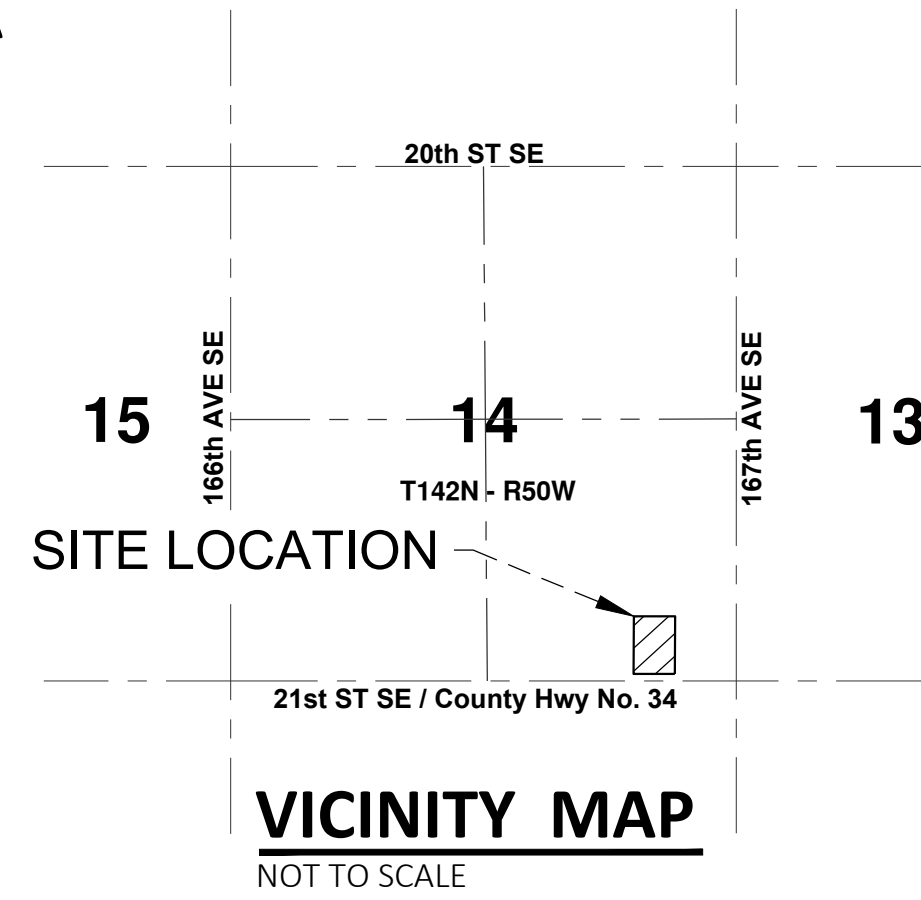 20th ST SE
166th AVE SE
167th AVE SE
15
14
13
T142N - R50W
SITE LOCATION
21st ST SE / County Hwy No. 34
VICINITY MAP
NOT TO SCALE